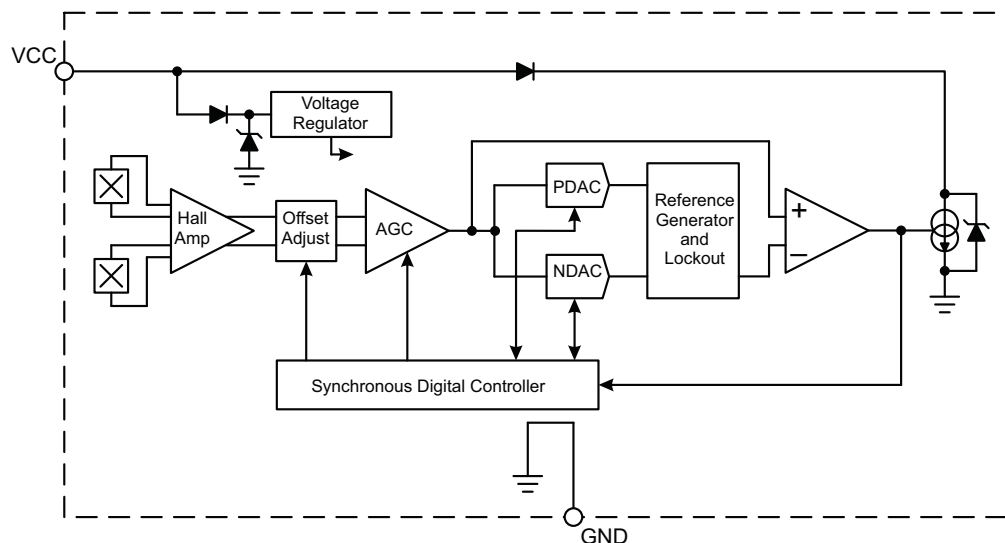 VCC
Voltage
Regulator
Hall
Amp
Offset
Adjust
AGC
PDAC
NDAC
Reference
Generator
and
Lockout
+
−
Synchronous Digital Controller
GND